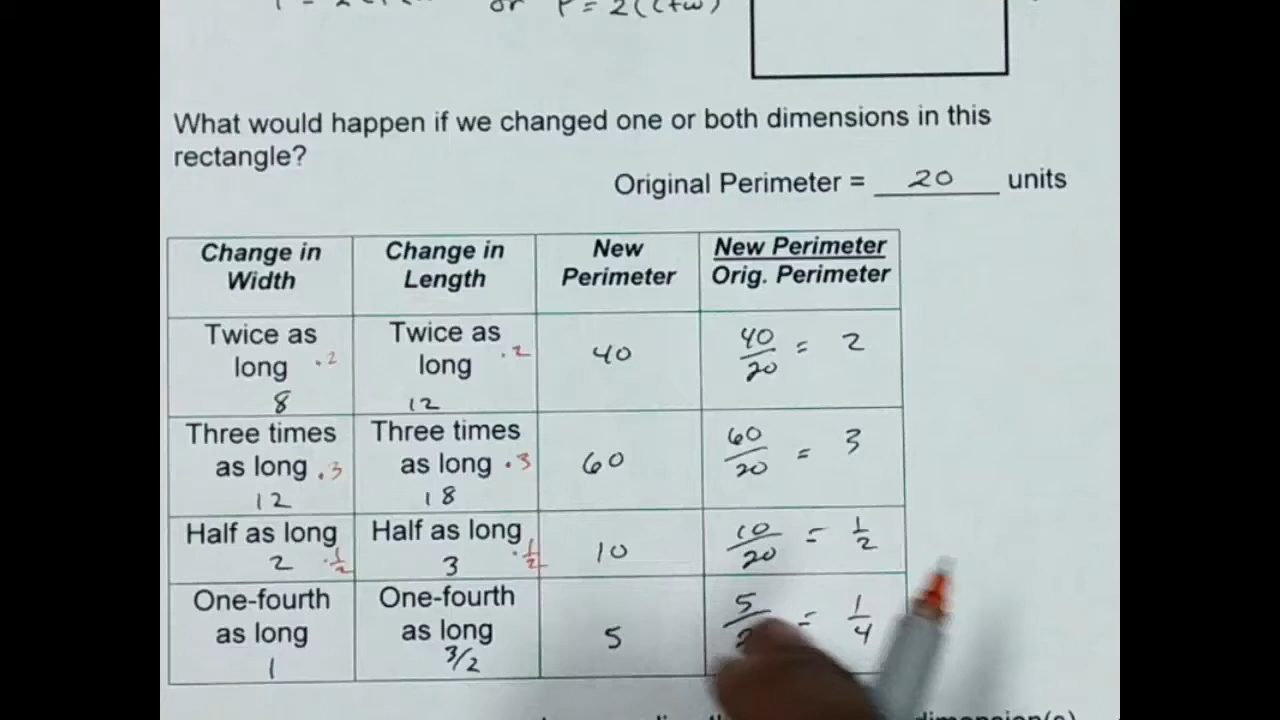 or P = 2(l+w)
What would happen if we changed one or both dimensions in this
rectangle?
Original Perimeter = 20 units
Change in Width
Change in Length
New Perimeter
New Perimeter
Orig. Perimeter
Twice as
long ·2
8
Twice as
long ·2
12
40
40/20 = 2
Three times
as long ·3
12
Three times
as long ·3
18
60
60/20 = 3
Half as long
2 ·1/2
Half as long
3 ·1/2
10
10/20 = 1/2
One-fourth
as long
1
One-fourth
as long
3/2
5
5/ = 1/4